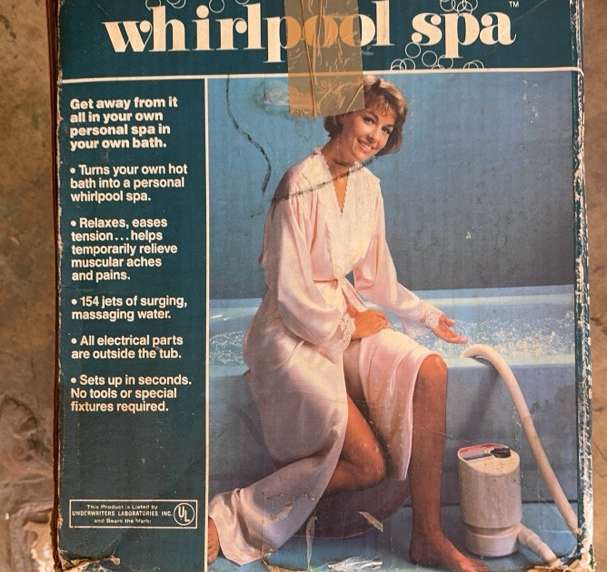 whirlpool spa™
Get away from it
all in your own
personal spa in
your own bath.
• Turns your own hot
bath into a personal
whirlpool spa.
• Relaxes, eases
tension...helps
temporarily relieve
muscular aches
and pains.
• 154 jets of surging,
massaging water.
• All electrical parts
are outside the tub.
• Sets up in seconds.
No tools or special
fixtures required.
This Product is Listed by
UNDERWRITERS LABORATORIES, INC.
and Bears the Mark:
UL